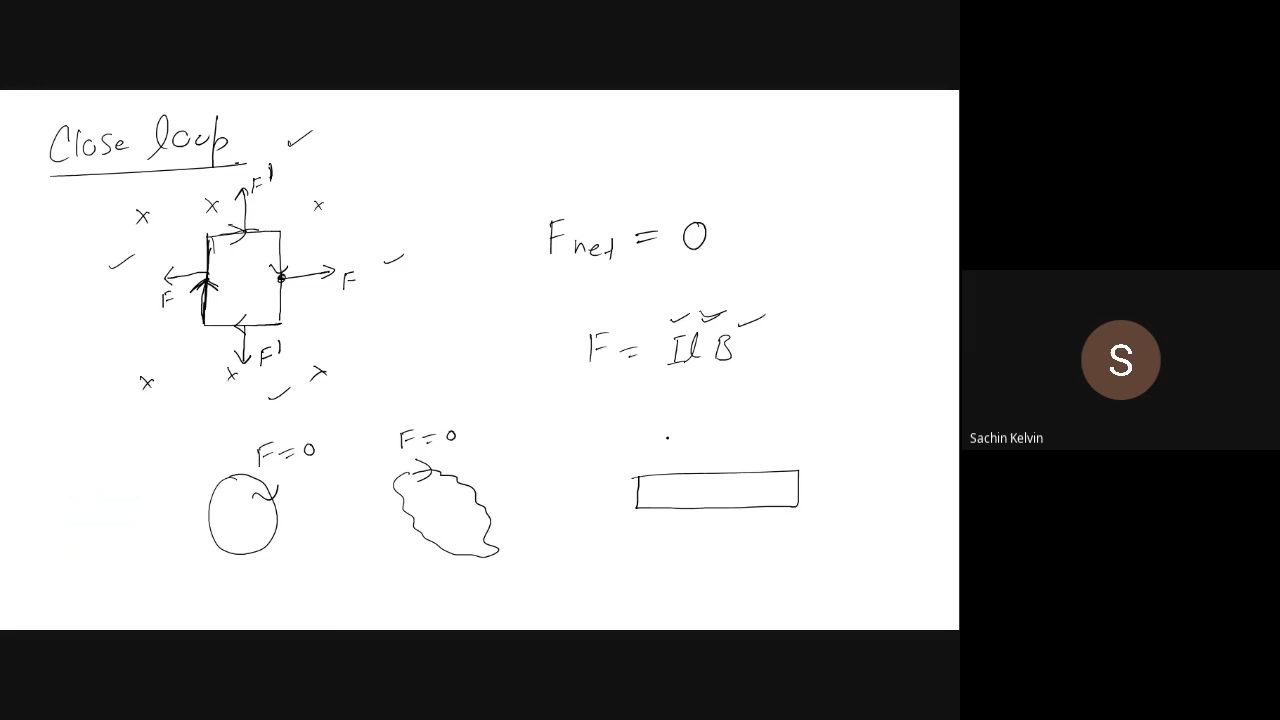 Close loop
F'
x x x
F F
F'
x x x
Fnet = 0
F = IlB
F = 0
F = 0
S
Sachin Kelvin